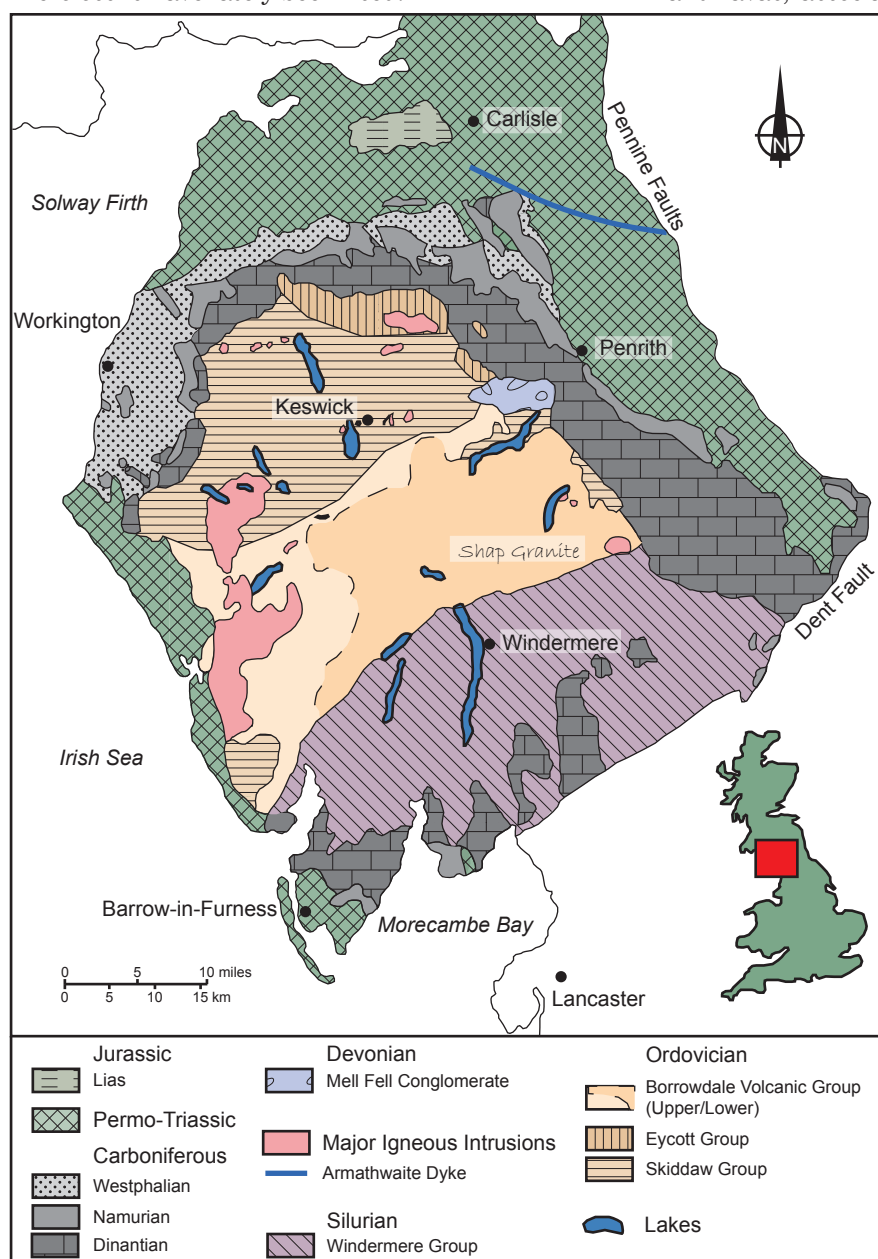 Carlisle
Pennine Faults
N
Solway Firth
Workington
Penrith
Keswick
Shap Granite
Dent Fault
Windermere
Irish Sea
Barrow-in-Furness
Morecambe Bay
Lancaster
0 5 10 miles
0 5 10 15 km
Jurassic
Lias
Permo-Triassic
Carboniferous
Westphalian
Namurian
Dinantian
Devonian
Mell Fell Conglomerate
Major Igneous Intrusions
Armathwaite Dyke
Silurian
Windermere Group
Ordovician
Borrowdale Volcanic Group
(Upper/Lower)
Eycott Group
Skiddaw Group
Lakes